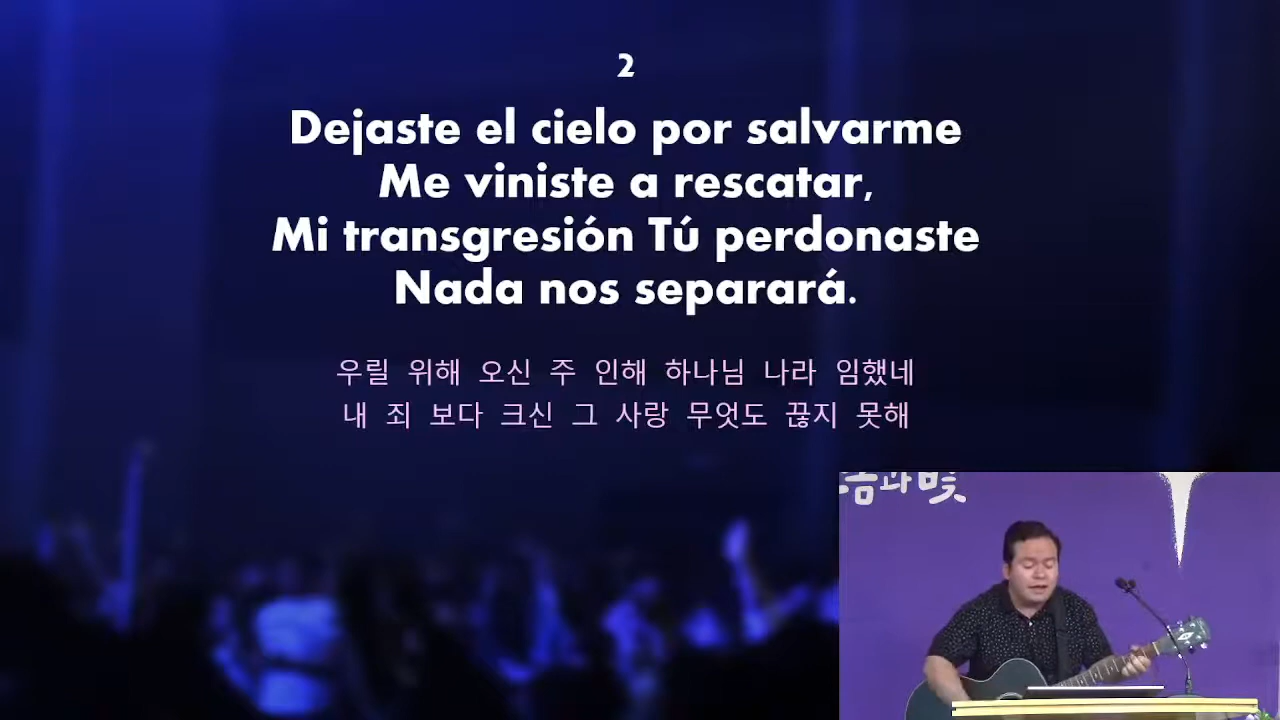 2
Dejaste el cielo por salvarme
Me viniste a rescatar,
Mi transgresión Tú perdonaste
Nada nos separará.
우릴 위해 오신 주 인해 하나님 나라 임했네
내 죄 보다 크신 그 사랑 무엇도 끊지 못해